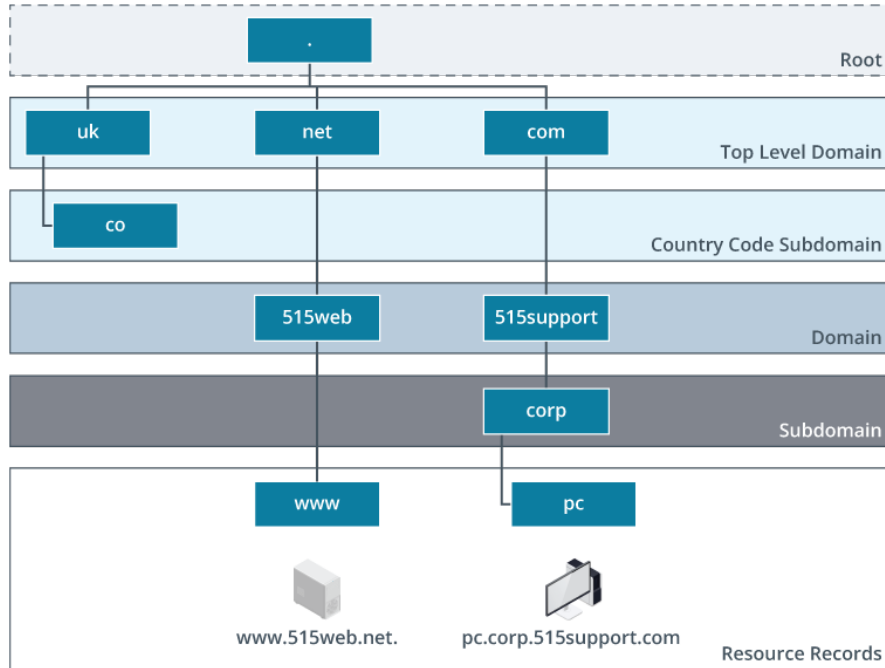 .
Root
uk
net
com
Top Level Domain
co
Country Code Subdomain
515web
515support
Domain
corp
Subdomain
www
pc
www.515web.net.
pc.corp.515support.com
Resource Records